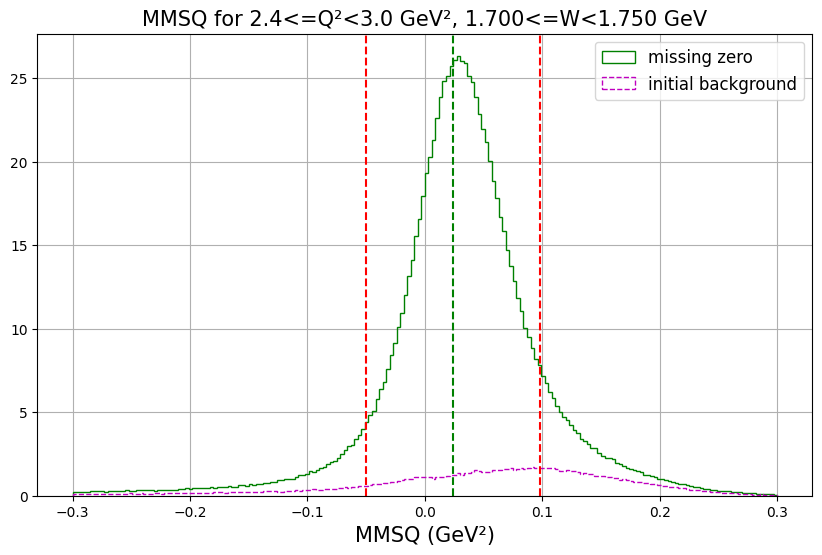 MMSQ for 2.4<=Q²<3.0 GeV², 1.700<=W<1.750 GeV
missing zero
initial background
25
20
15
10
5
0
−0.3 −0.2 −0.1 0.0 0.1 0.2 0.3
MMSQ (GeV²)